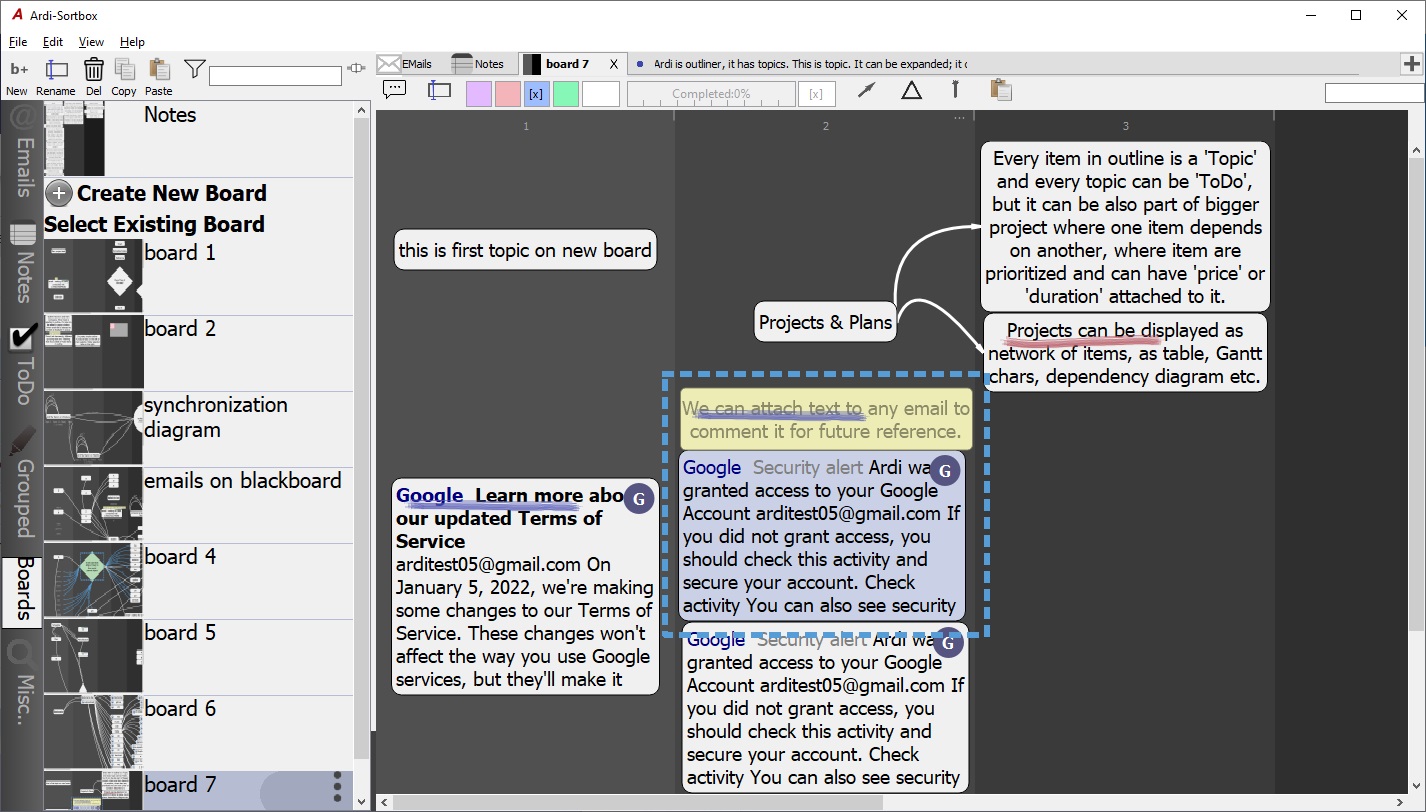 Ardi-Sortbox
File Edit View Help
b+
New Rename Del Copy Paste
EMails
Notes
board 7 X
Ardi is outliner, it has topics. This is topic. It can be expanded; it c
[x]
Completed:0%
[x]
@ Emails
Notes
ToDo
Grouped
Boards
Misc..
Notes
Create New Board
Select Existing Board
board 1
board 2
synchronization
diagram
emails on blackboard
board 4
board 5
board 6
board 7
1
2
...
3
this is first topic on new board
Projects & Plans
Every item in outline is a 'Topic'
and every topic can be 'ToDo',
but it can be also part of bigger
project where one item depends
on another, where item are
prioritized and can have 'price' or
'duration' attached to it.
Projects can be displayed as
network of items, as table, Gantt
chars, dependency diagram etc.
Google Learn more abo
G
our updated Terms of
Service
arditest05@gmail.com On
January 5, 2022, we're making
some changes to our Terms of
Service. These changes won't
affect the way you use Google
services, but they'll make it
We can attach text to any email to
comment it for future reference.
Google Security alert Ardi wa
G
granted access to your Google
Account arditest05@gmail.com If
you did not grant access, you
should check this activity and
secure your account. Check
activity You can also see security
Google Security alert Ardi wa
G
granted access to your Google
Account arditest05@gmail.com If
you did not grant access, you
should check this activity and
secure your account. Check
activity You can also see security